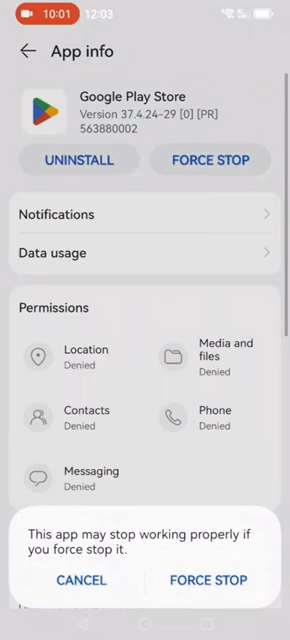 10:01 12:03
App info
Google Play Store
Version 37.4.24-29 [0] [PR]
563880002
UNINSTALL FORCE STOP
Notifications
Data usage
Permissions
Location
Denied
Media and
files
Denied
Contacts
Denied
Phone
Denied
Messaging
Denied
This app may stop working properly if
you force stop it.
CANCEL FORCE STOP